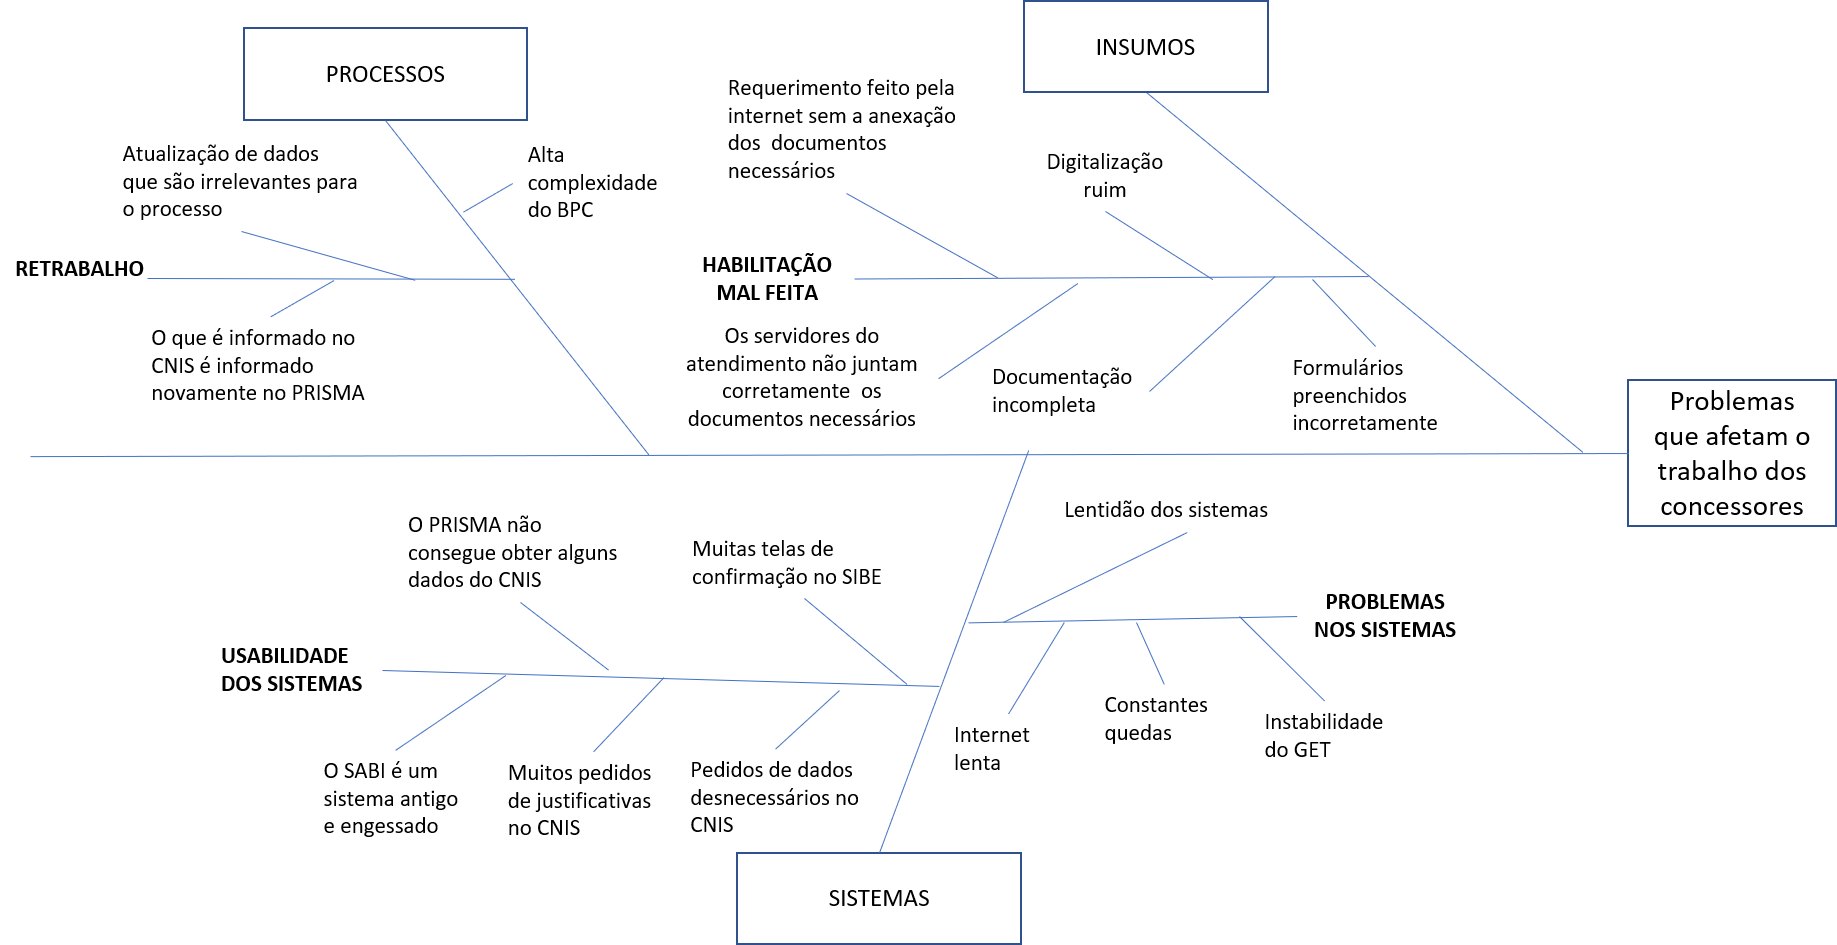 PROCESSOS
INSUMOS
Atualização de dados
que são irrelevantes para
o processo
Alta
complexidade
do BPC
RETRABALHO
O que é informado no
CNIS é informado
novamente no PRISMA
Requerimento feito pela
internet sem a anexação
dos documentos
necessários
Digitalização
ruim
HABILITAÇÃO
MAL FEITA
Os servidores do
atendimento não juntam
corretamente os
documentos necessários
Documentação
incompleta
Formulários
preenchidos
incorretamente
Problemas
que afetam o
trabalho dos
concessores
O PRISMA não
consegue obter alguns
dados do CNIS
Muitas telas de
confirmação no SIBE
USABILIDADE
DOS SISTEMAS
O SABI é um
sistema antigo
e engessado
Muitos pedidos
de justificativas
no CNIS
Pedidos de dados
desnecessários no
CNIS
Lentidão dos sistemas
PROBLEMAS
NOS SISTEMAS
Internet
lenta
Constantes
quedas
Instabilidade
do GET
SISTEMAS